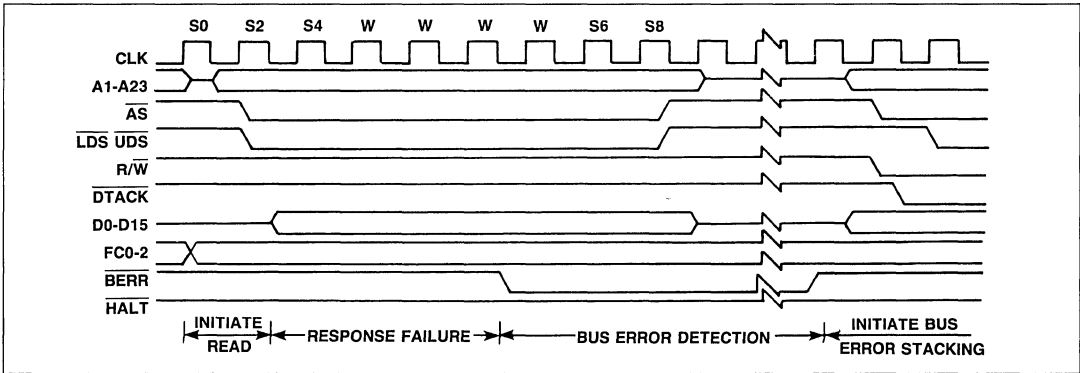 S0 S2 S4 W W W W S6 S8
CLK
A1-A23
AS
LDS UDS
R/W
DTACK
D0-D15
FC0-2
BERR
HALT
INITIATE
READ
RESPONSE FAILURE
BUS ERROR DETECTION
INITIATE BUS
ERROR STACKING